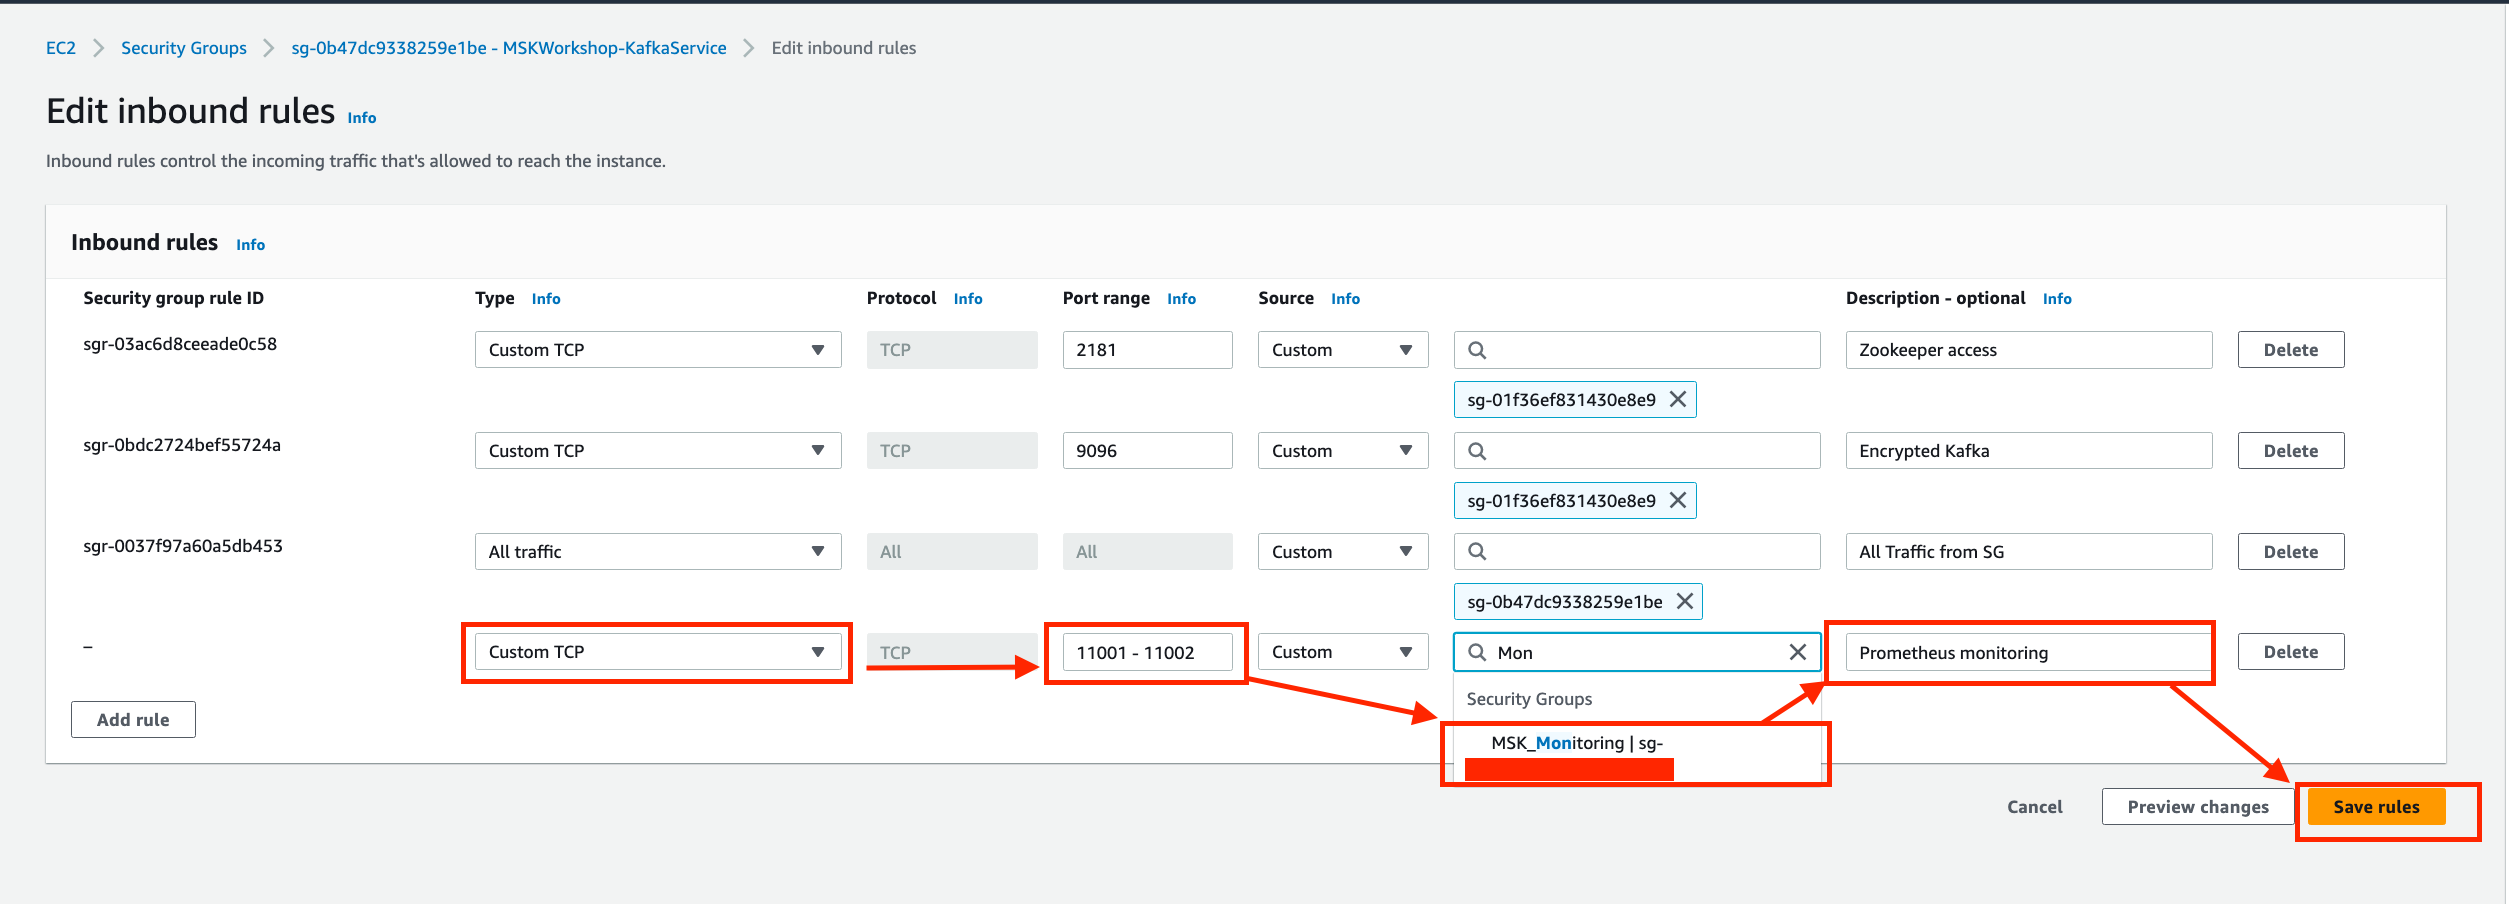 EC2 > Security Groups > sg-0b47dc9338259e1be - MSKWorkshop-KafkaService > Edit inbound rules
Edit inbound rules Info
Inbound rules control the incoming traffic that's allowed to reach the instance.
Inbound rules Info
Security group rule ID Type Info Protocol Info Port range Info Source Info Description - optional Info
sgr-03ac6d8ceeade0c58 Custom TCP TCP 2181 Custom Zookeeper access Delete
sg-01f36ef831430e8e9
sgr-0bdc2724bef55724a Custom TCP TCP 9096 Custom Encrypted Kafka Delete
sg-01f36ef831430e8e9
sgr-0037f97a60a5db453 All traffic All All Custom All Traffic from SG Delete
sg-0b47dc9338259e1be
– Custom TCP TCP 11001 - 11002 Custom Mon Prometheus monitoring Delete
Security Groups
Add rule
MSK_Monitoring | sg-
Cancel Preview changes Save rules